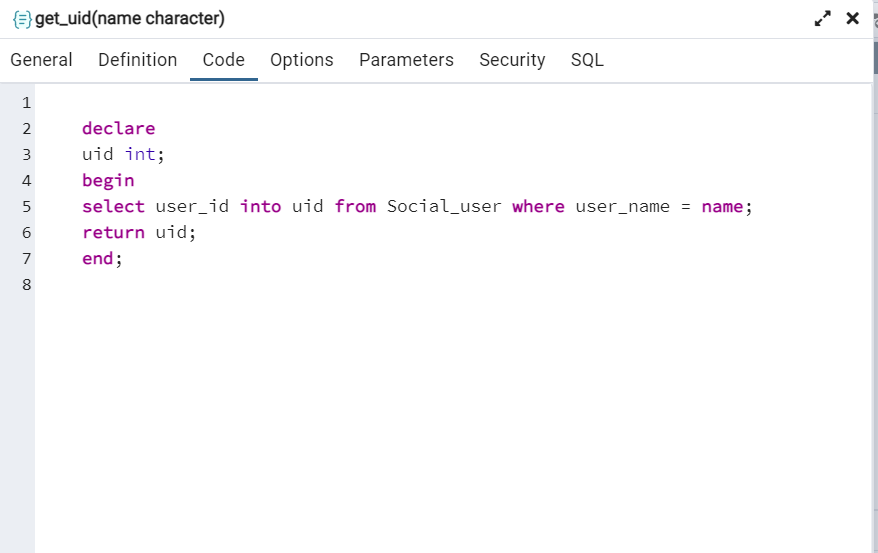 get_uid(name character)
General Definition Code Options Parameters Security SQL
1
2 declare
3 uid int;
4 begin
5 select user_id into uid from Social_user where user_name = name;
6 return uid;
7 end;
8